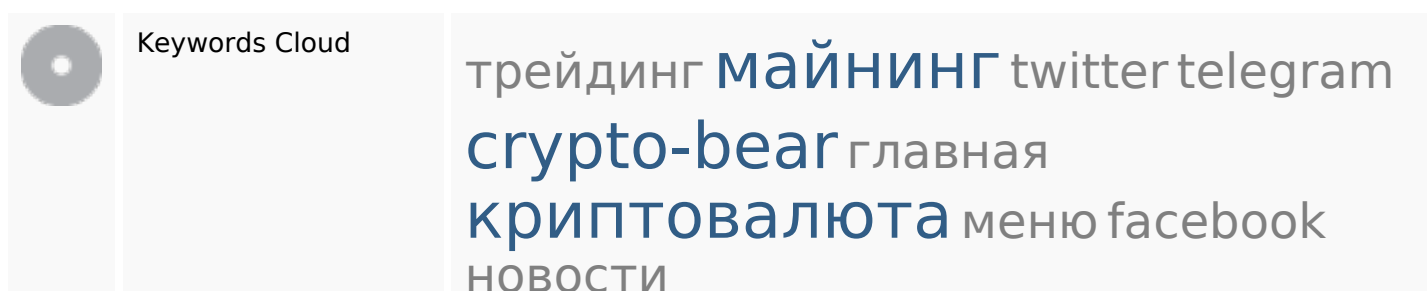 Keywords Cloud
трейдинг майнинг twitter telegram
crypto-bear главная
криптовалюта меню facebook
новости